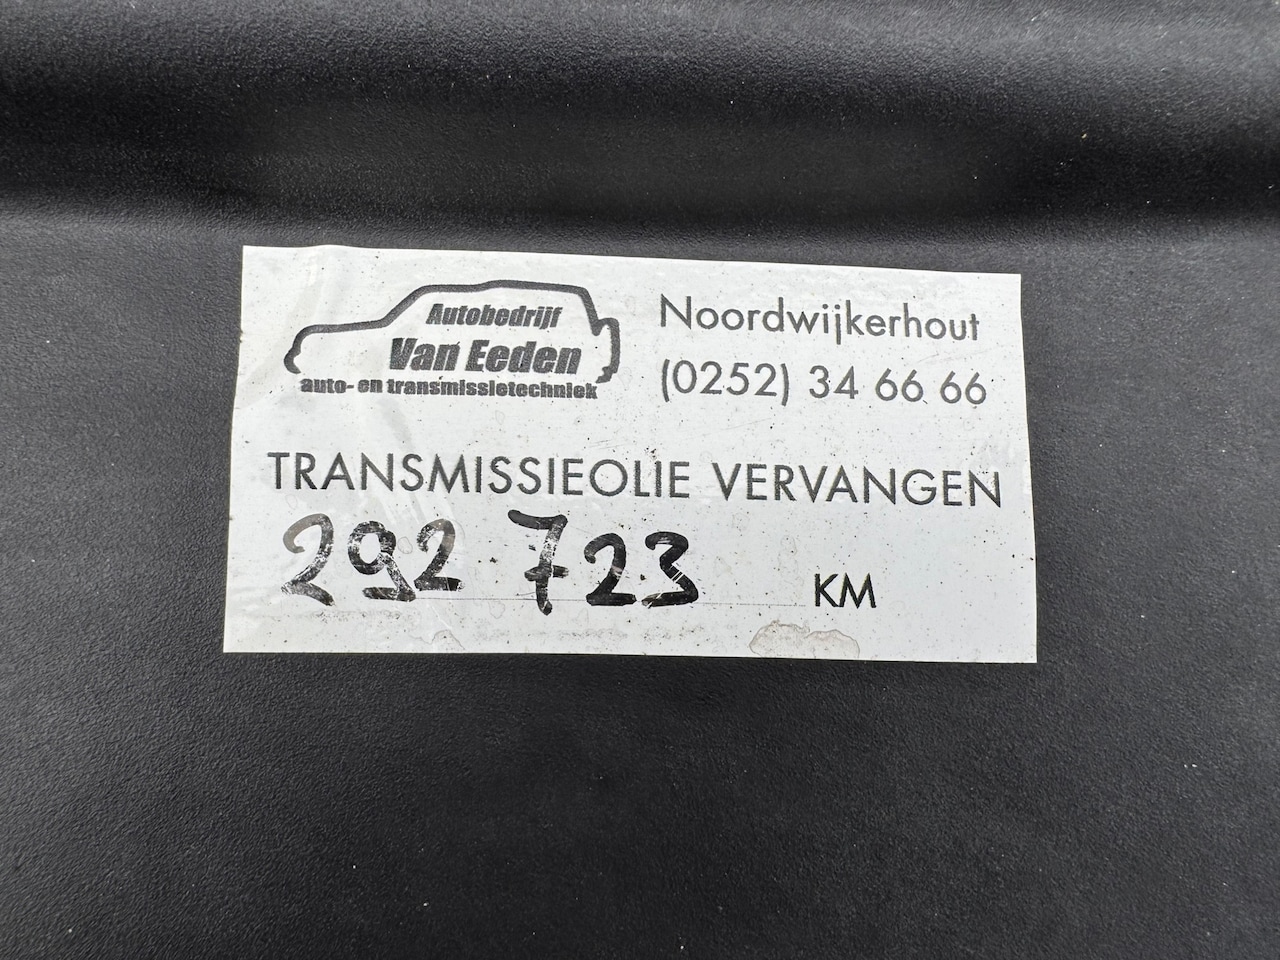 Autobedrijf
Van Eeden
auto- en transmissietechniek
Noordwijkerhout
(0252) 34 66 66
TRANSMISSIEOLIE VERVANGEN
292 723 KM